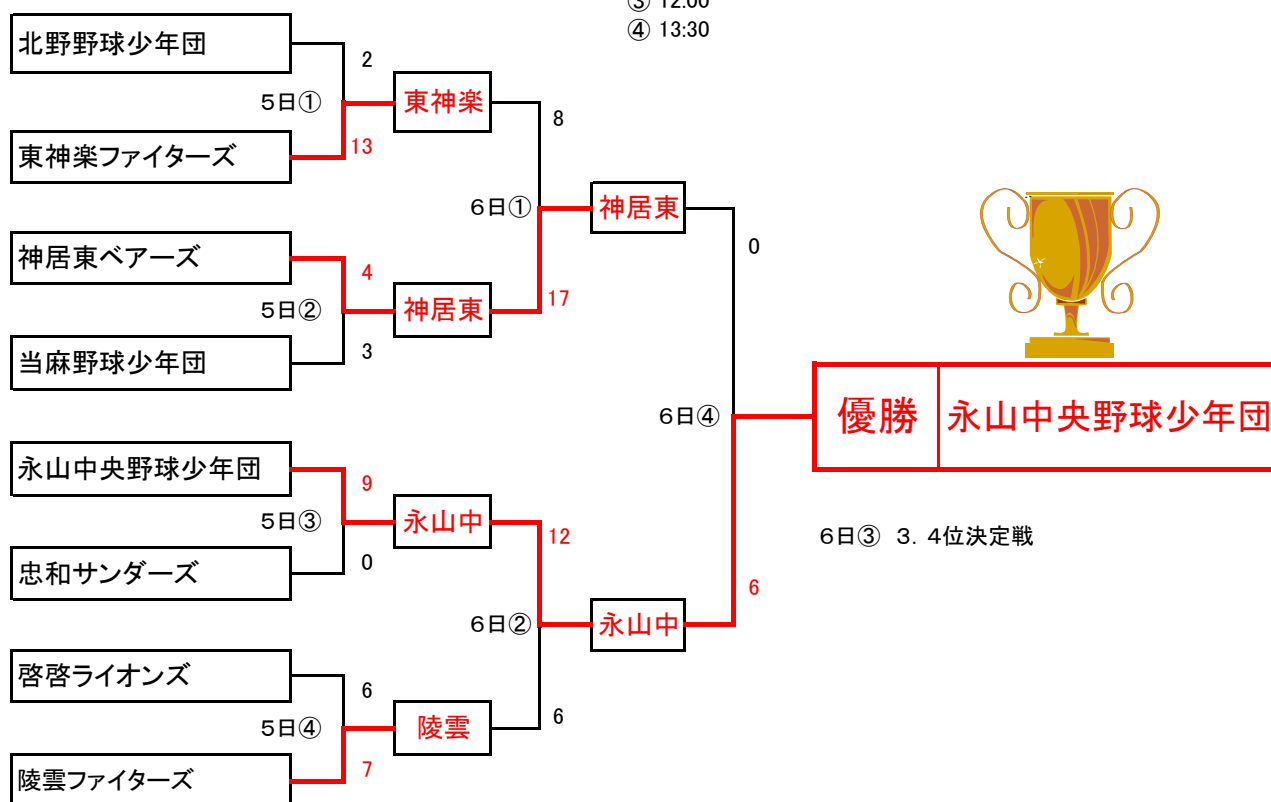 ③ 12:00
④ 13:30
北野野球少年団
2
5日①
東神楽
8
東神楽ファイターズ
13
6日①
神居東
神居東ベアーズ
4
0
5日②
神居東
17
当麻野球少年団
3
6日④
優勝
永山中央野球少年団
永山中央野球少年団
9
5日③
永山中
12
6日③ 3．4位決定戦
忠和サンダーズ
0
6
6日②
永山中
啓啓ライオンズ
6
5日④
陵雲
6
陵雲ファイターズ
7